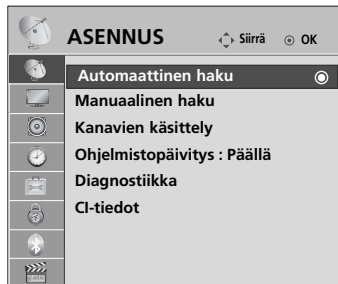 ASENNUS Siirrä OK
Automaattinen haku
Manuaalinen haku
Kanavien käsittely
Ohjelmistopäivitys : Päällä
Diagnostiikka
CI-tiedot